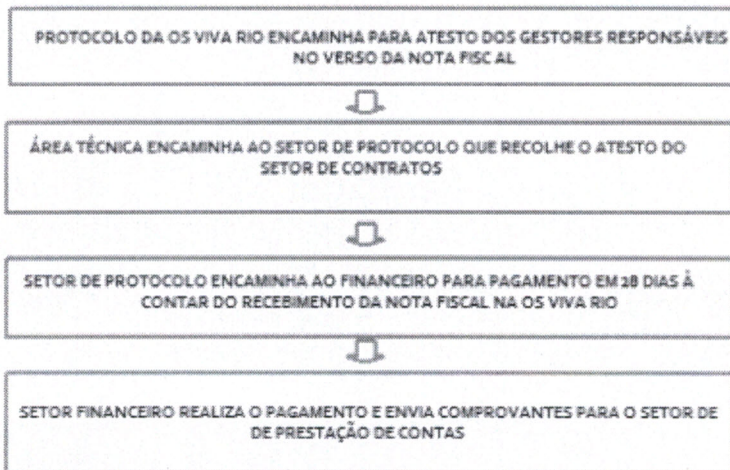 PROTOCOLO DA OS VIVA RIO ENCAMINHA PARA ATESTO DOS GESTORES RESPONSÁVEIS
NO VERSO DA NOTA FISC AL
ÁREA TÉCNICA ENCAMINHA AO SETOR DE PROTOCOLO QUE RECOLHE O ATESTO DO
SETOR DE CONTRATOS
SETOR DE PROTOCOLO ENCAMINHA AO FINANCEIRO PARA PAGAMENTO EM 28 DIAS À
CONTAR DO RECEBIMENTO DA NOTA FISCAL NA OS VIVA RIO
SETOR FINANCEIRO REALIZA O PAGAMENTO E ENVIA COMPROVANTES PARA O SETOR DE
DE PRESTAÇÃO DE CONTAS